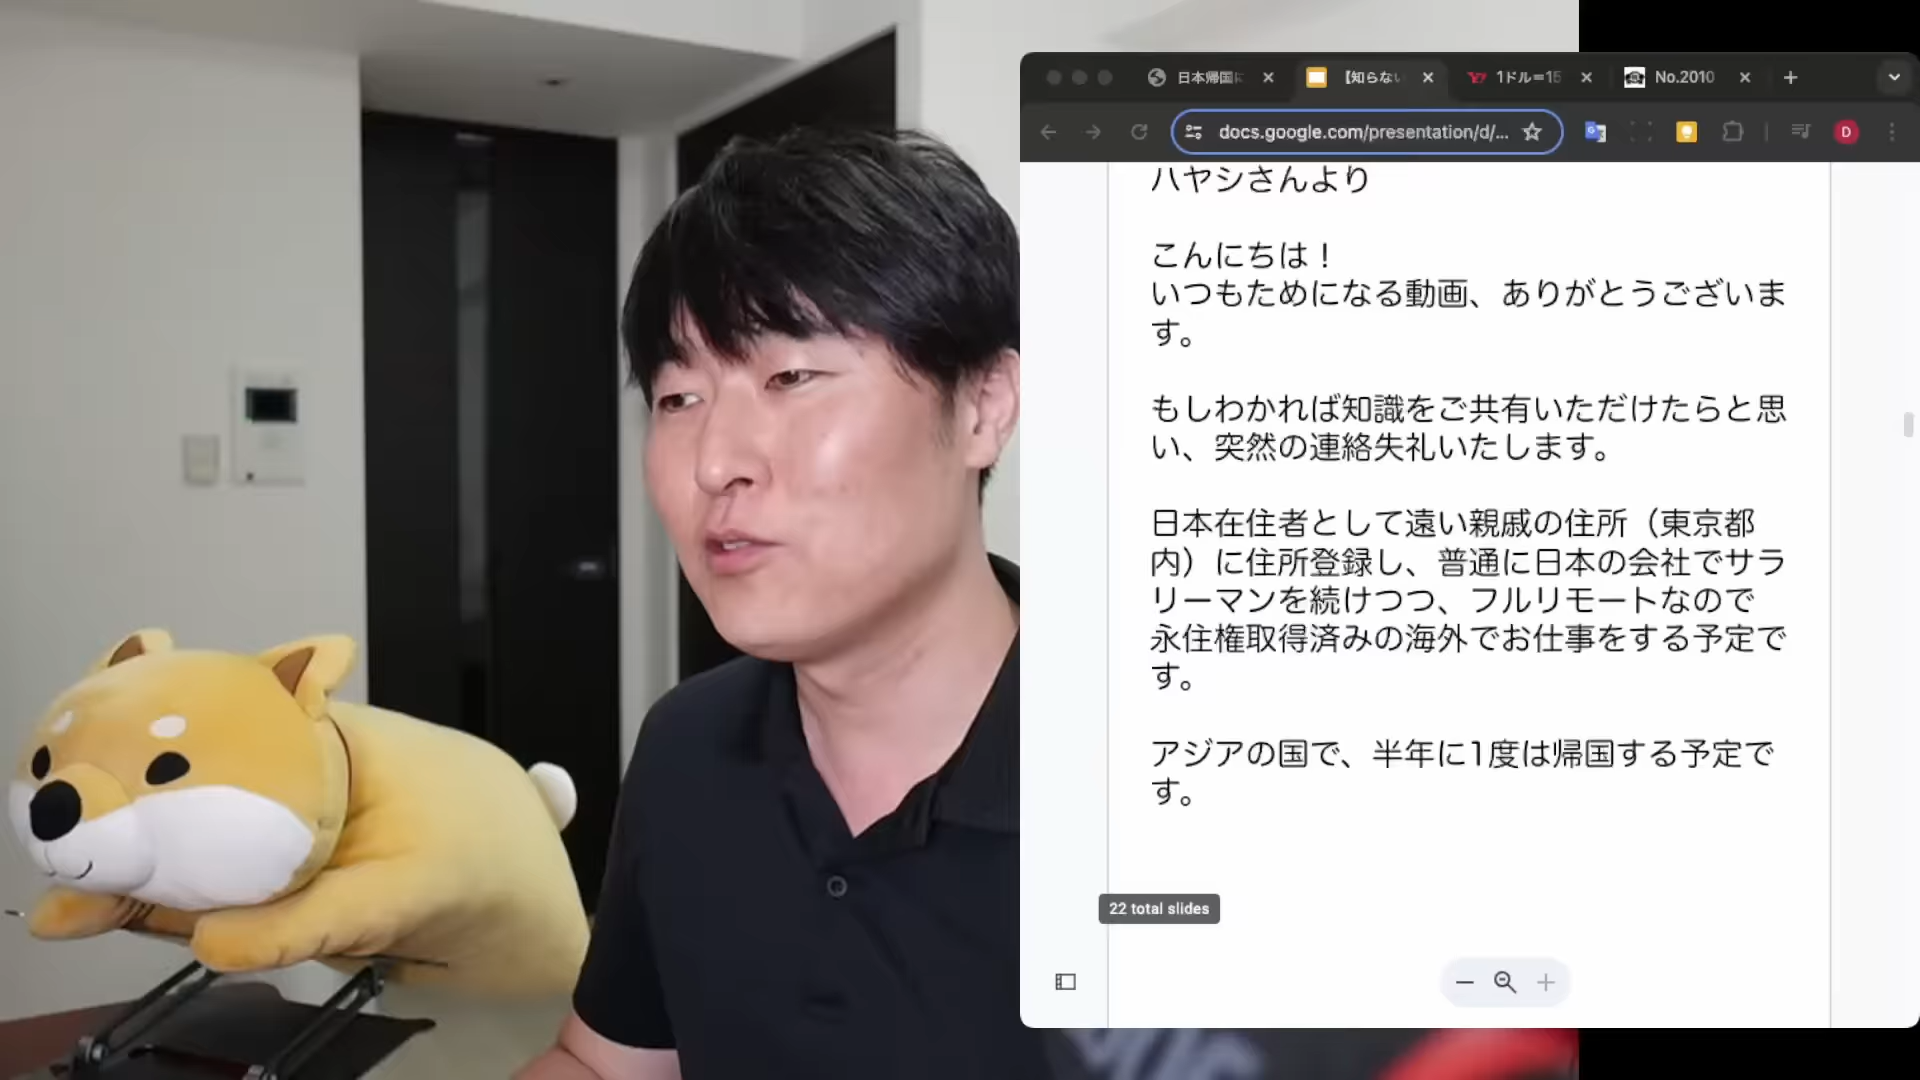 日本帰国に
【知らない
1ドル=15
No.2010
docs.google.com/presentation/d/...
D
ハヤシさんより
こんにちは!
いつもためになる動画、ありがとうございま
す。
もしわかれば知識をご共有いただけたらと思
い、突然の連絡失礼いたします。
日本在住者として遠い親戚の住所（東京都
内）に住所登録し、普通に日本の会社でサラ
リーマンを続けつつ、フルリモートなので
永住権取得済みの海外でお仕事をする予定で
す。
アジアの国で、半年に1度は帰国する予定で
す。
22 total slides